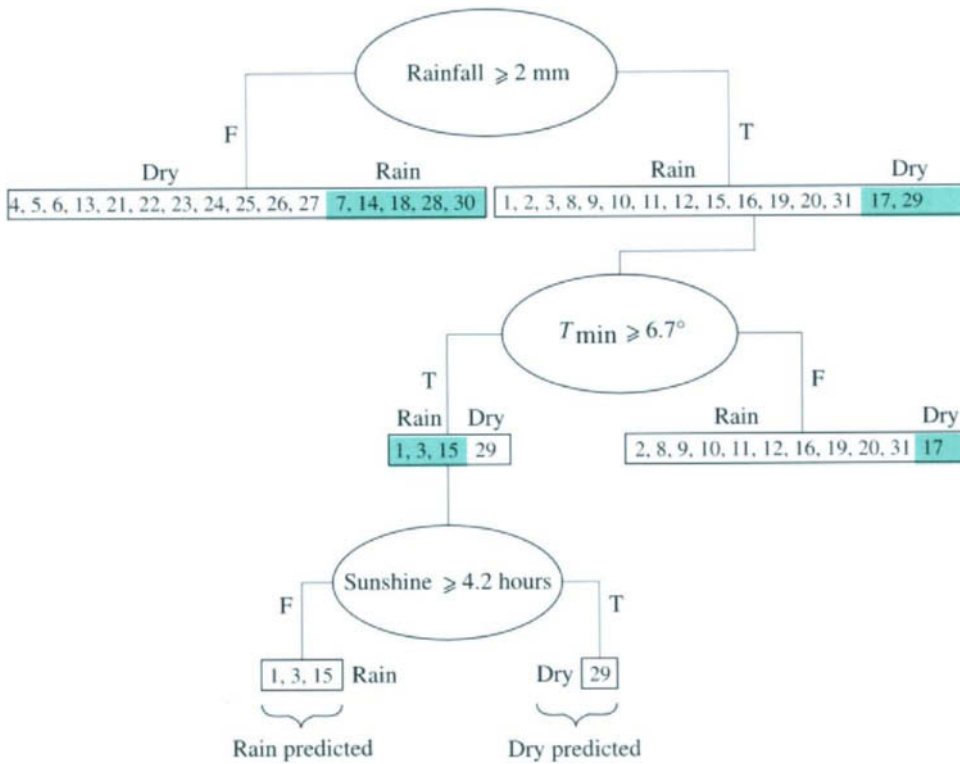 Rainfall ⩾ 2 mm
F
T
Dry
Rain
Rain
Dry
4, 5, 6, 13, 21, 22, 23, 24, 25, 26, 27
7, 14, 18, 28, 30
1, 2, 3, 8, 9, 10, 11, 12, 15, 16, 19, 20, 31
17, 29
Tmin ⩾ 6.7°
T
F
Rain
Dry
Rain
Dry
1, 3, 15
29
2, 8, 9, 10, 11, 12, 16, 19, 20, 31
17
Sunshine ⩾ 4.2 hours
F
T
1, 3, 15
Rain
Dry
29
Rain predicted
Dry predicted